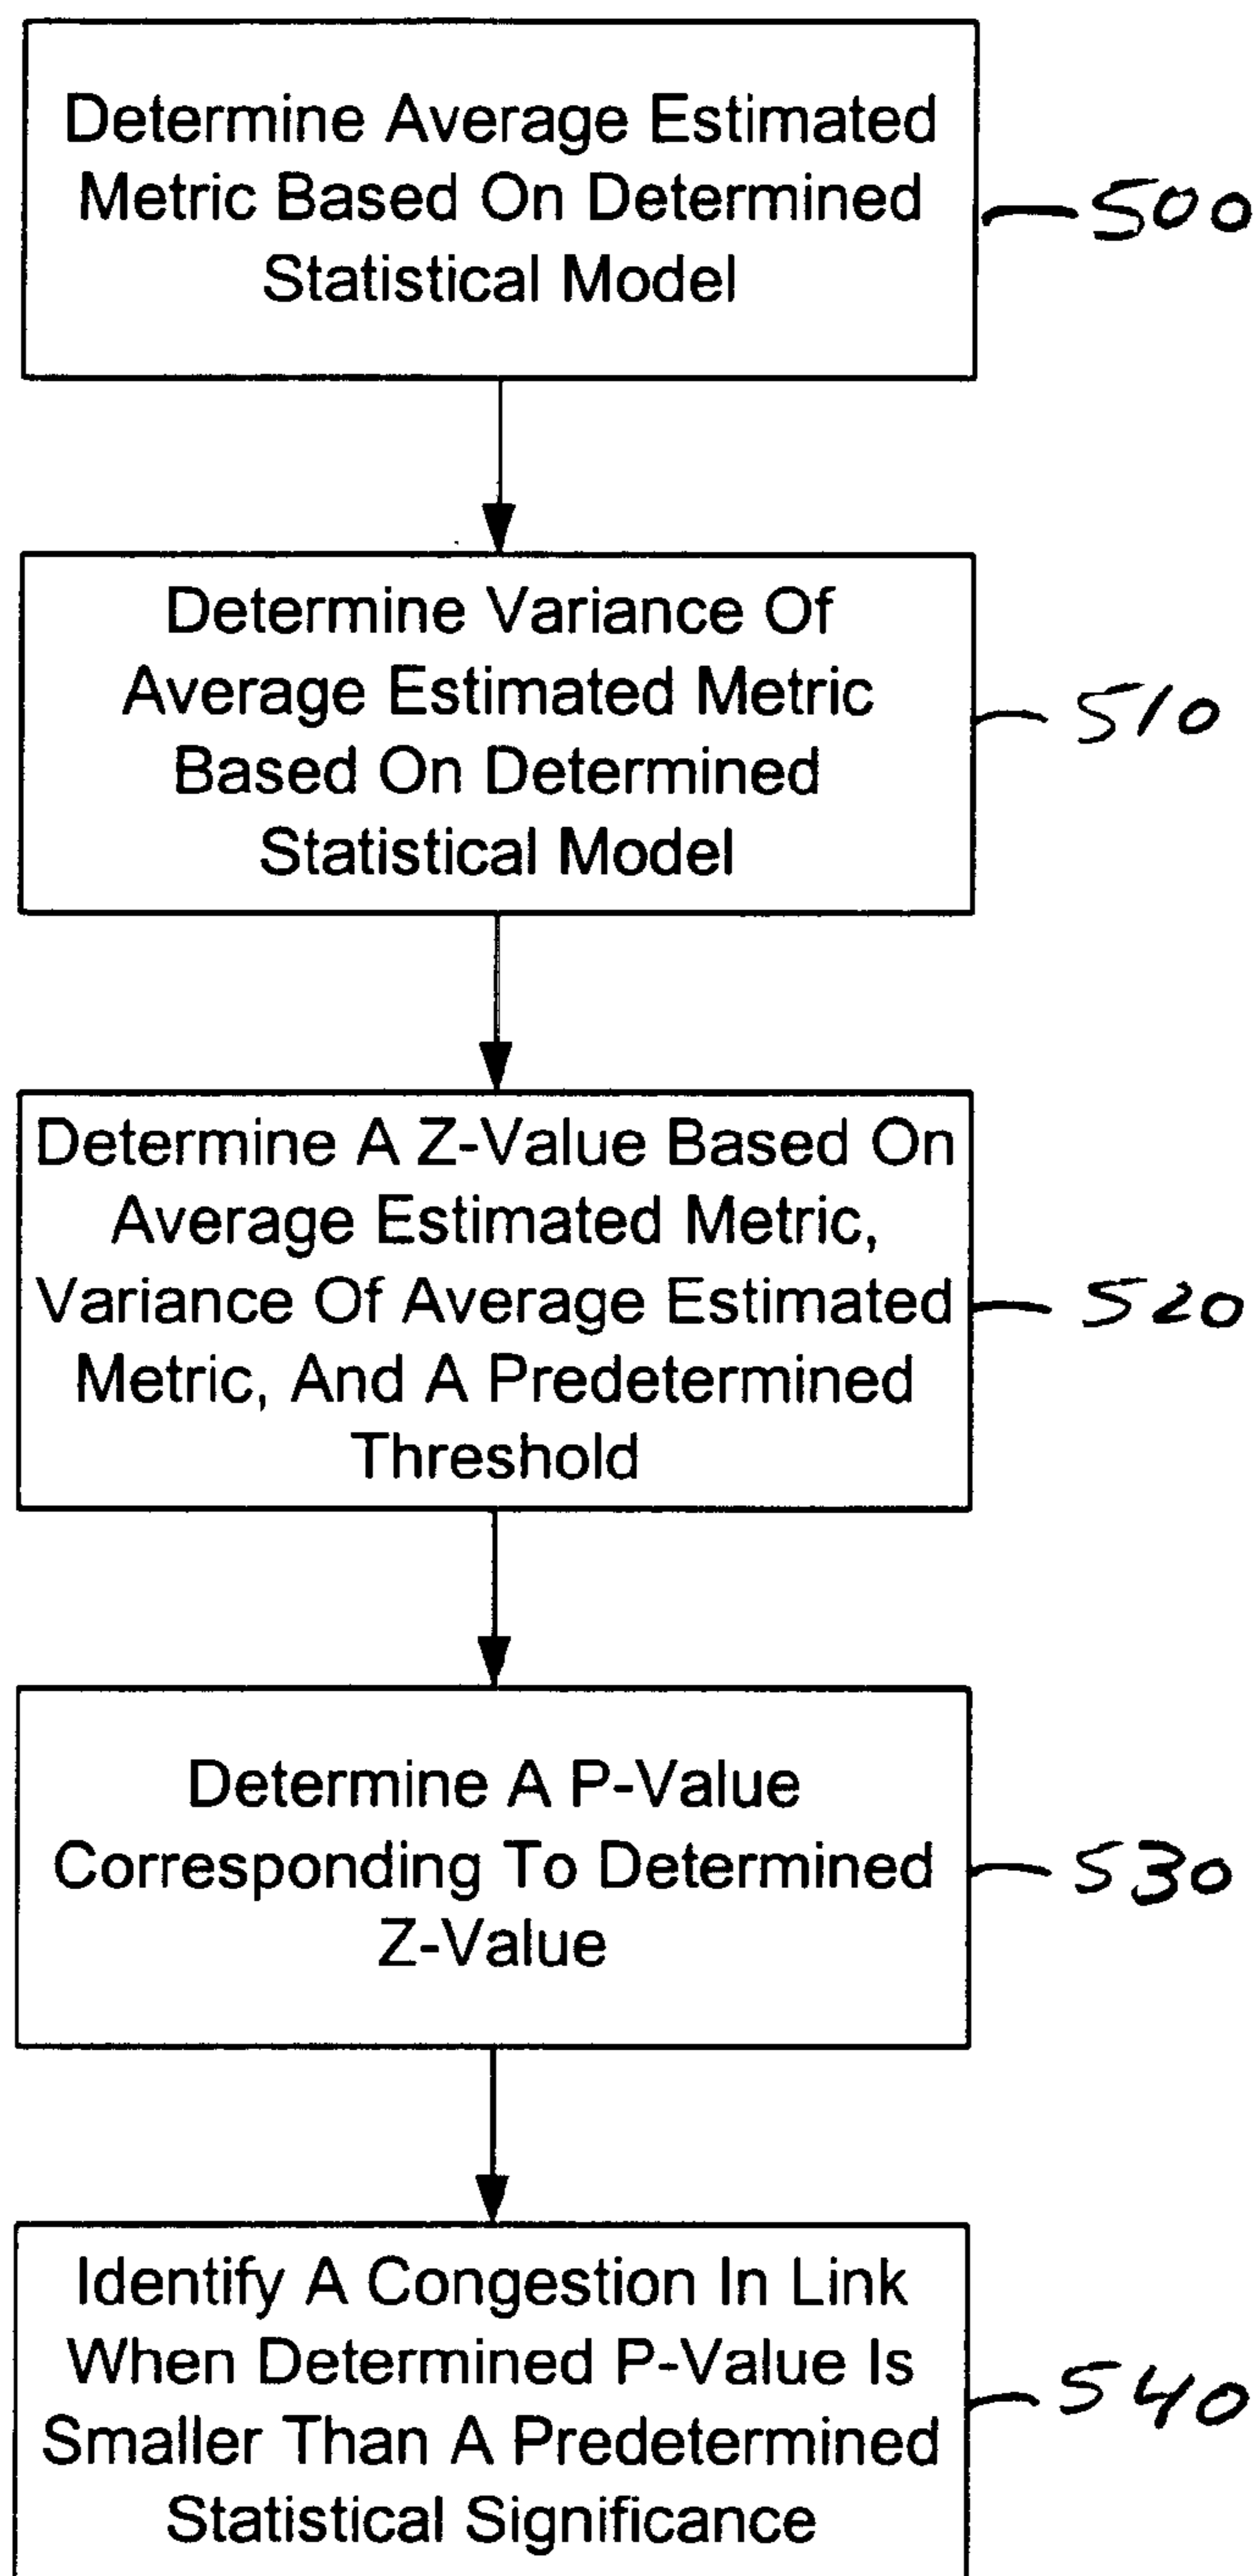 Determine Average Estimated
Metric Based On Determined
Statistical Model
500
Determine Variance Of
Average Estimated Metric
Based On Determined
Statistical Model
510
Determine A Z-Value Based On
Average Estimated Metric,
Variance Of Average Estimated
Metric, And A Predetermined
Threshold
520
Determine A P-Value
Corresponding To Determined
Z-Value
530
Identify A Congestion In Link
When Determined P-Value Is
Smaller Than A Predetermined
Statistical Significance
540